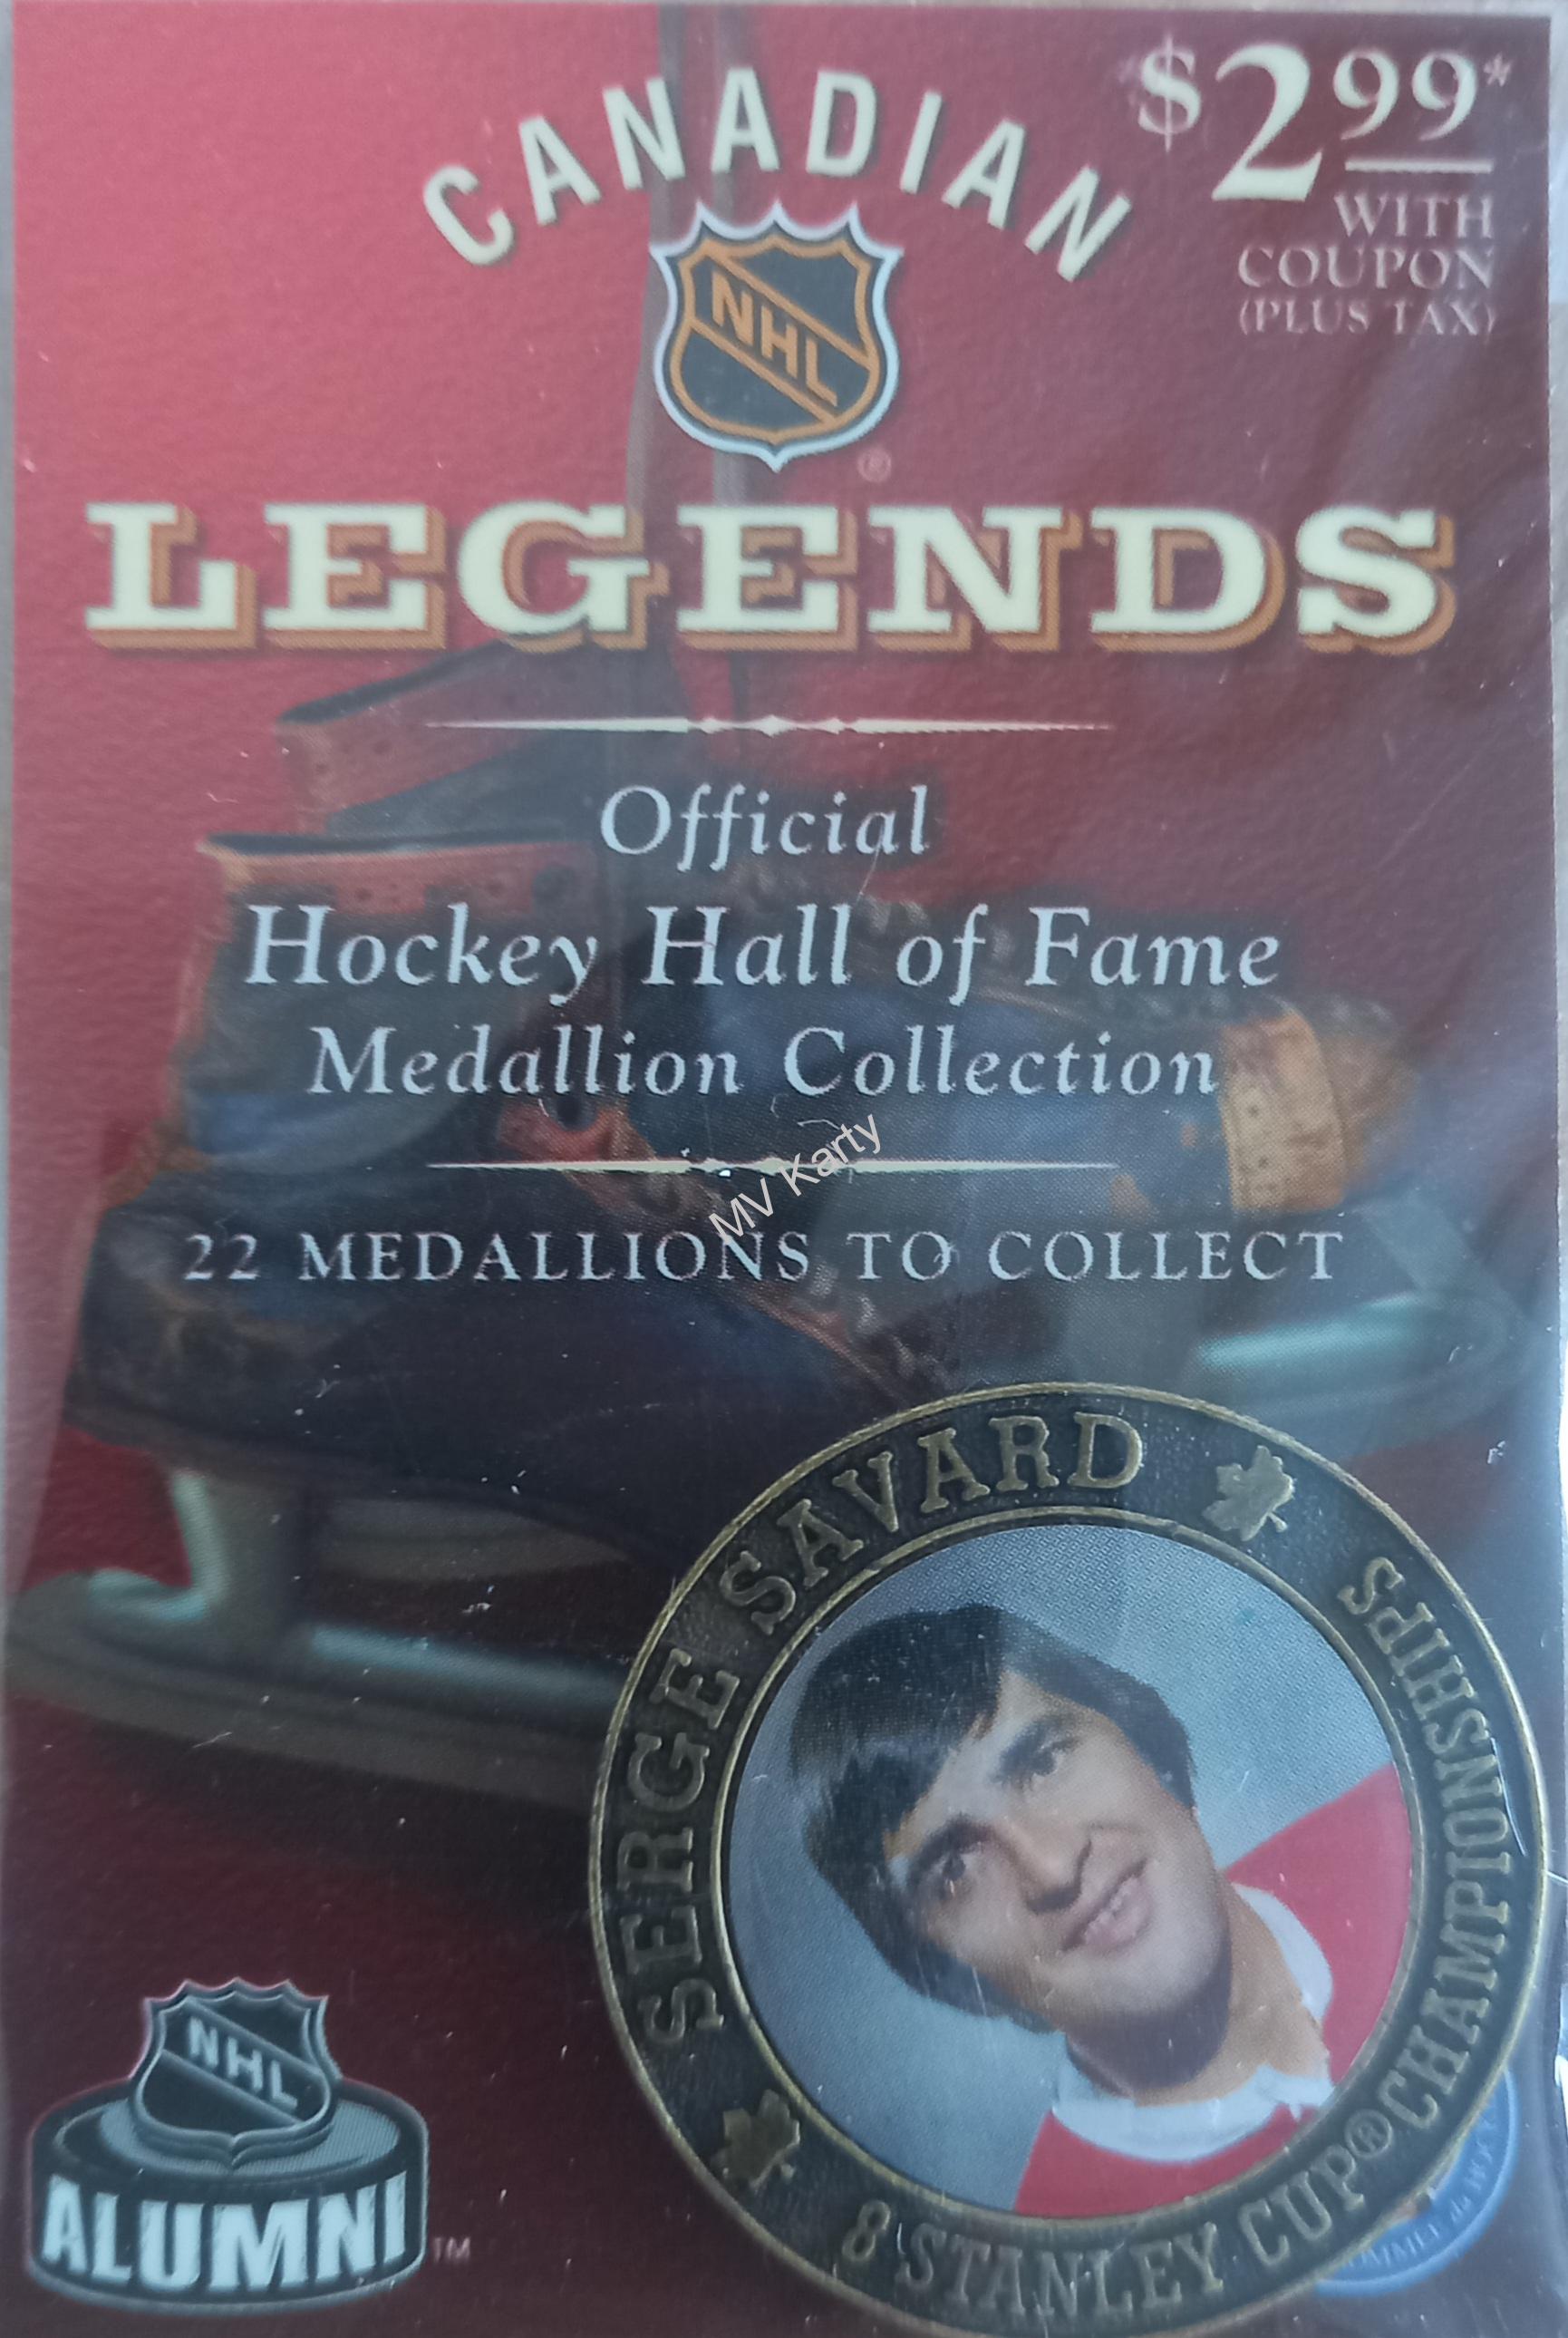 CANADIAN
$2.99*
WITH
COUPON
(PLUS TAX)
NHL
®
LEGENDS
Official
Hockey Hall of Fame
Medallion Collection
MV Karty
22 MEDALLIONS TO COLLECT
SERGE SAVARD
8 STANLEY CUP® CHAMPIONSHIPS
NHL
ALUMNI
TM